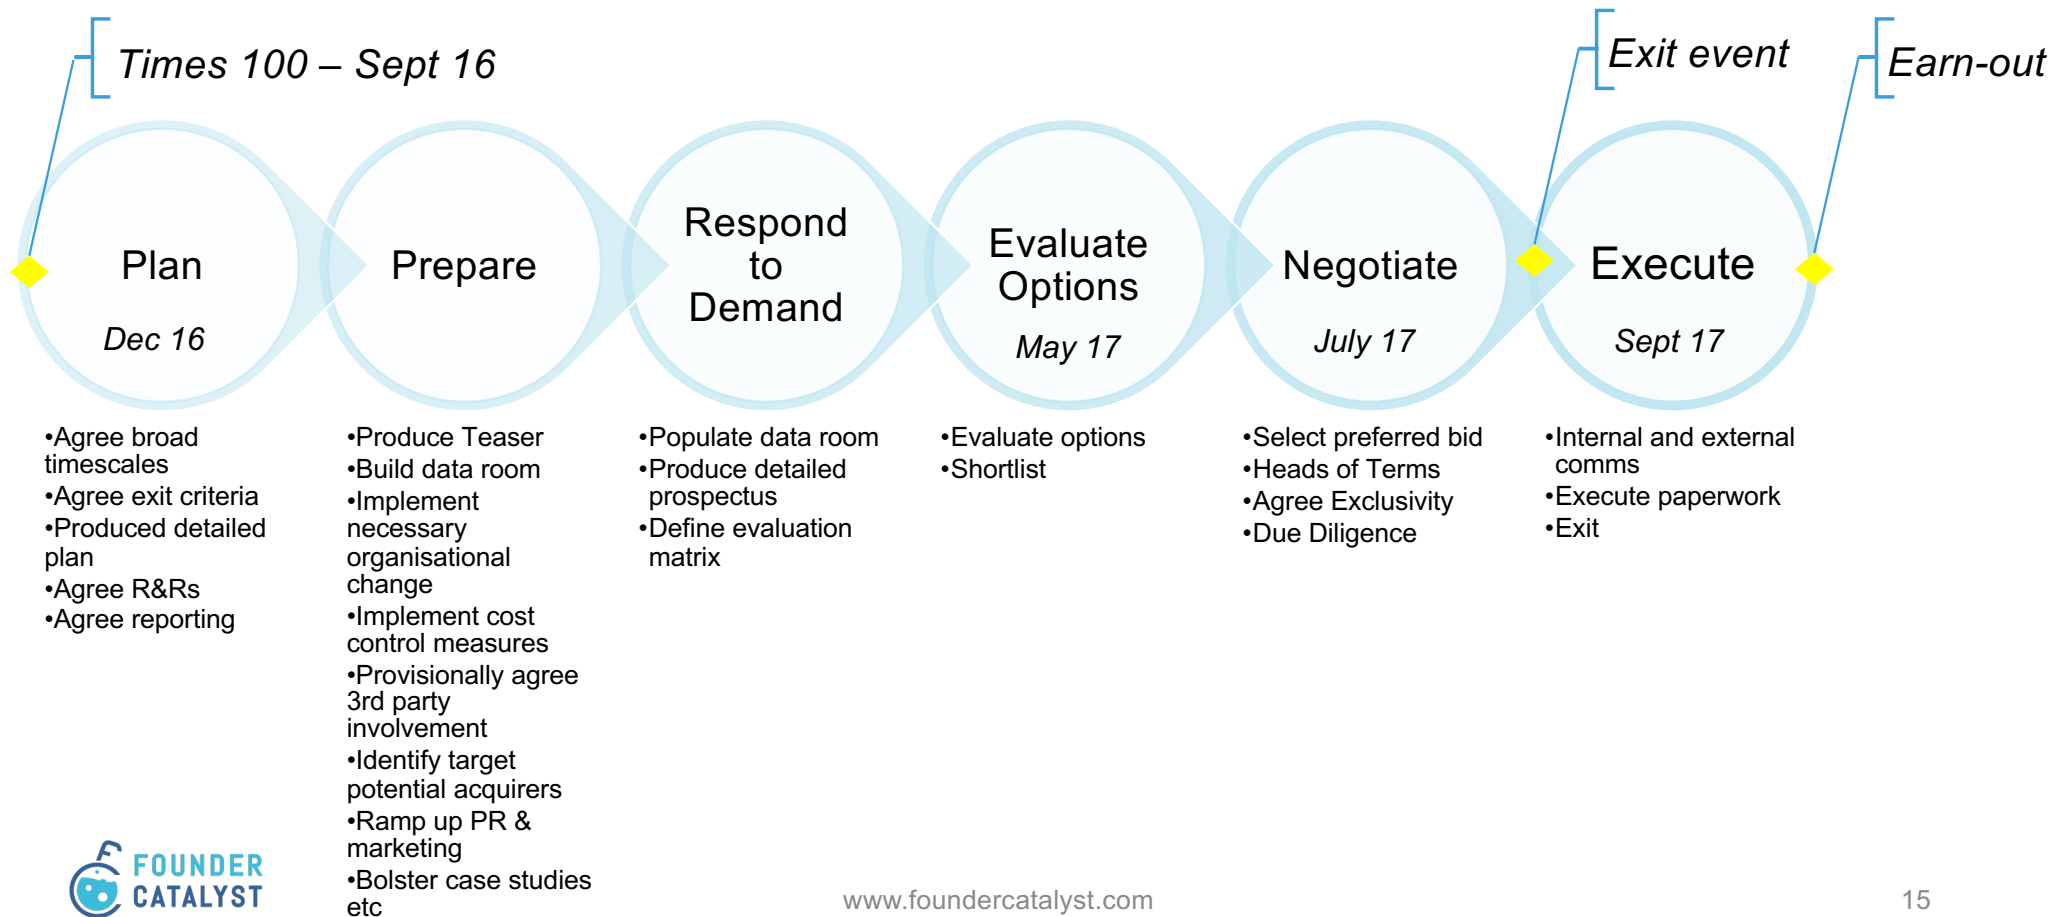 Times 100 – Sept 16
Exit event
Earn-out
Plan
Dec 16
Prepare
Respond
to
Demand
Evaluate
Options
May 17
Negotiate
July 17
Execute
Sept 17
•Agree broad
timescales
•Agree exit criteria
•Produced detailed
plan
•Agree R&Rs
•Agree reporting
•Produce Teaser
•Build data room
•Implement
necessary
organisational
change
•Implement cost
control measures
•Provisionally agree
3rd party
involvement
•Identify target
potential acquirers
•Ramp up PR &
marketing
•Bolster case studies
etc
•Populate data room
•Produce detailed
prospectus
•Define evaluation
matrix
•Evaluate options
•Shortlist
•Select preferred bid
•Heads of Terms
•Agree Exclusivity
•Due Diligence
•Internal and external
comms
•Execute paperwork
•Exit
FOUNDER
CATALYST
www.foundercatalyst.com
15